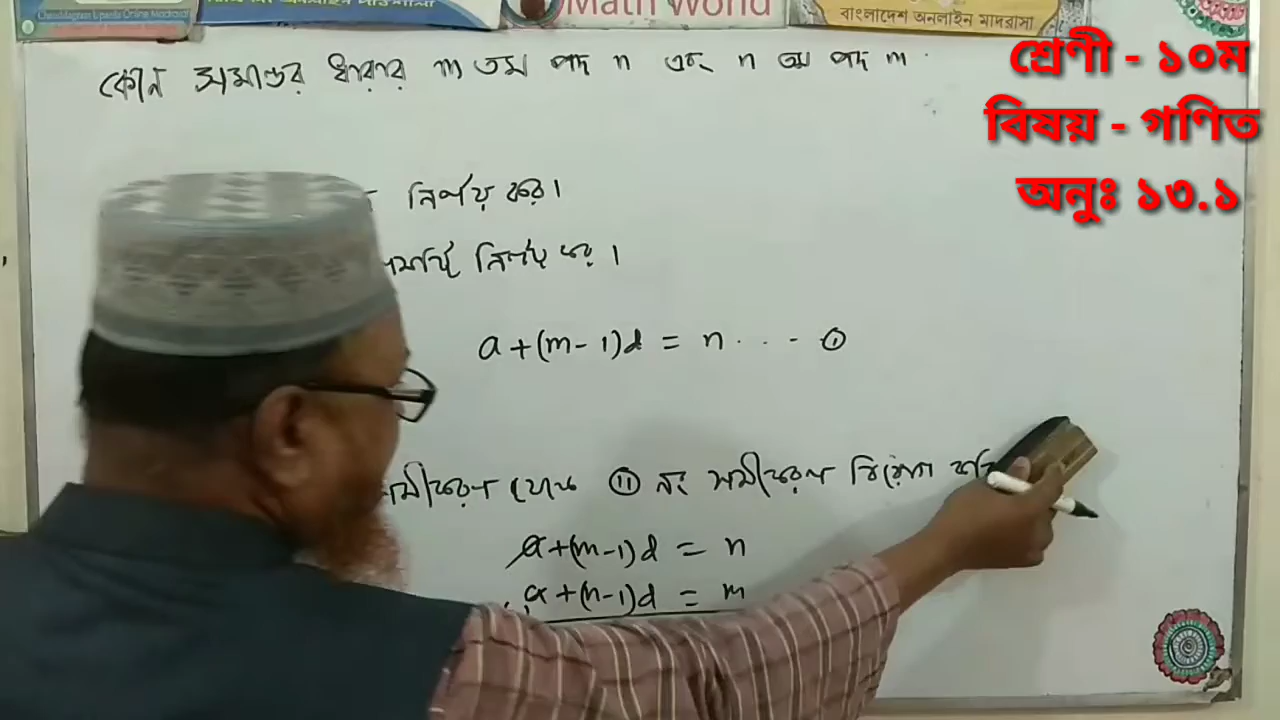 Math World
বাংলাদেশ অনলাইন মাদরাসা
শ্রেণী - ১০ম
বিষয় - গণিত
অনুঃ ১৩.১
কোন সমান্তর ধারার m তম পদ n এবং n তম পদ m.
নির্ণয় কর।
সমষ্টি নির্ণয় কর।
a+(m-1)d = n ... (i)
সমীকরণ থেকে (ii) নং সমীকরণ বিয়োগ করি
a+(m-1)d = n
a+(n-1)d = m